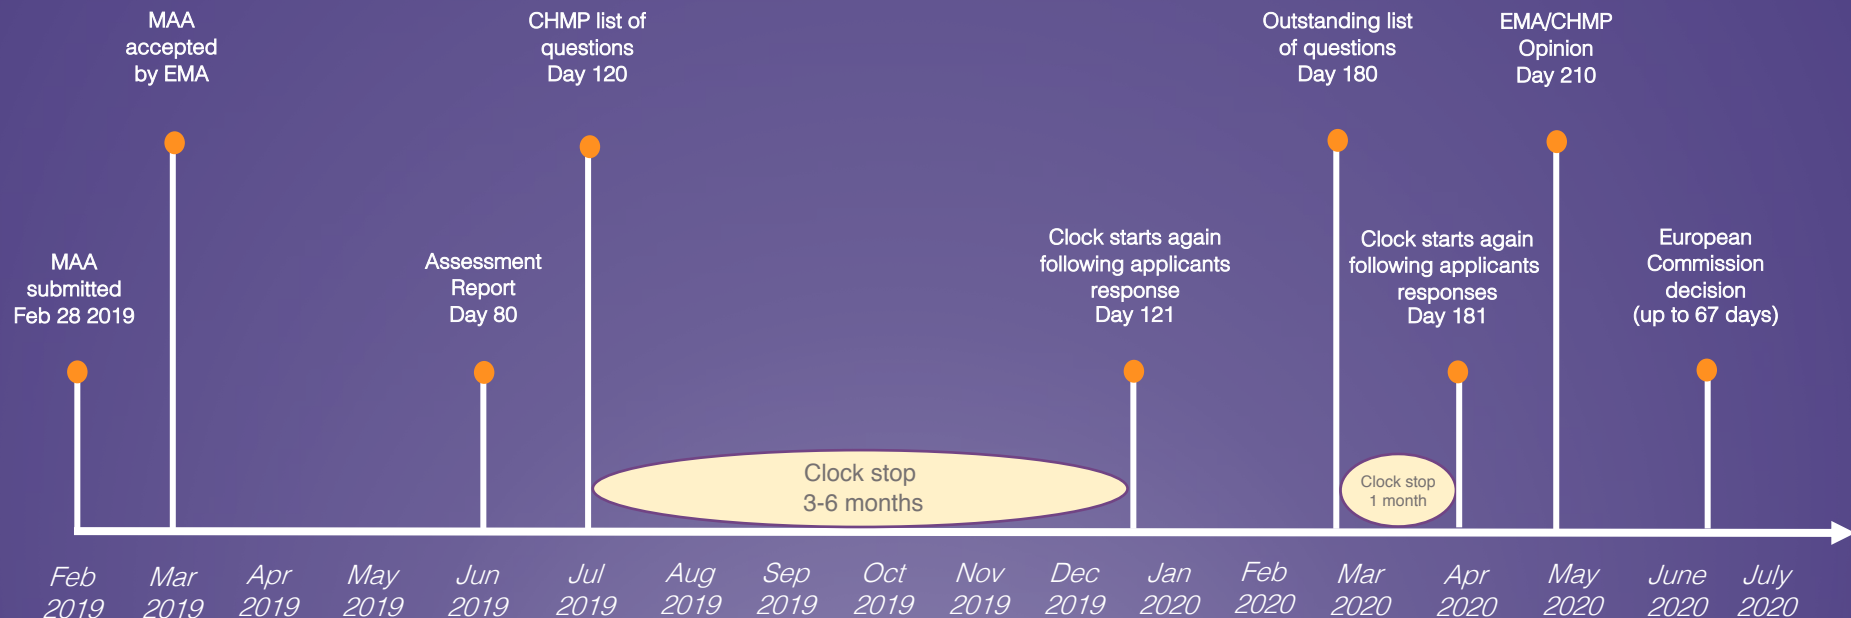 MAA
accepted
by EMA
CHMP list of
questions
Day 120
Outstanding list
of questions
Day 180
EMA/CHMP
Opinion
Day 210
MAA
submitted
Feb 28 2019
Assessment
Report
Day 80
Clock starts again
following applicants
response
Day 121
Clock starts again
following applicants
responses
Day 181
European
Commission
decision
(up to 67 days)
Clock stop
3-6 months
Clock stop
1 month
Feb
2019
Mar
2019
Apr
2019
May
2019
Jun
2019
Jul
2019
Aug
2019
Sep
2019
Oct
2019
Nov
2019
Dec
2019
Jan
2020
Feb
2020
Mar
2020
Apr
2020
May
2020
June
2020
July
2020